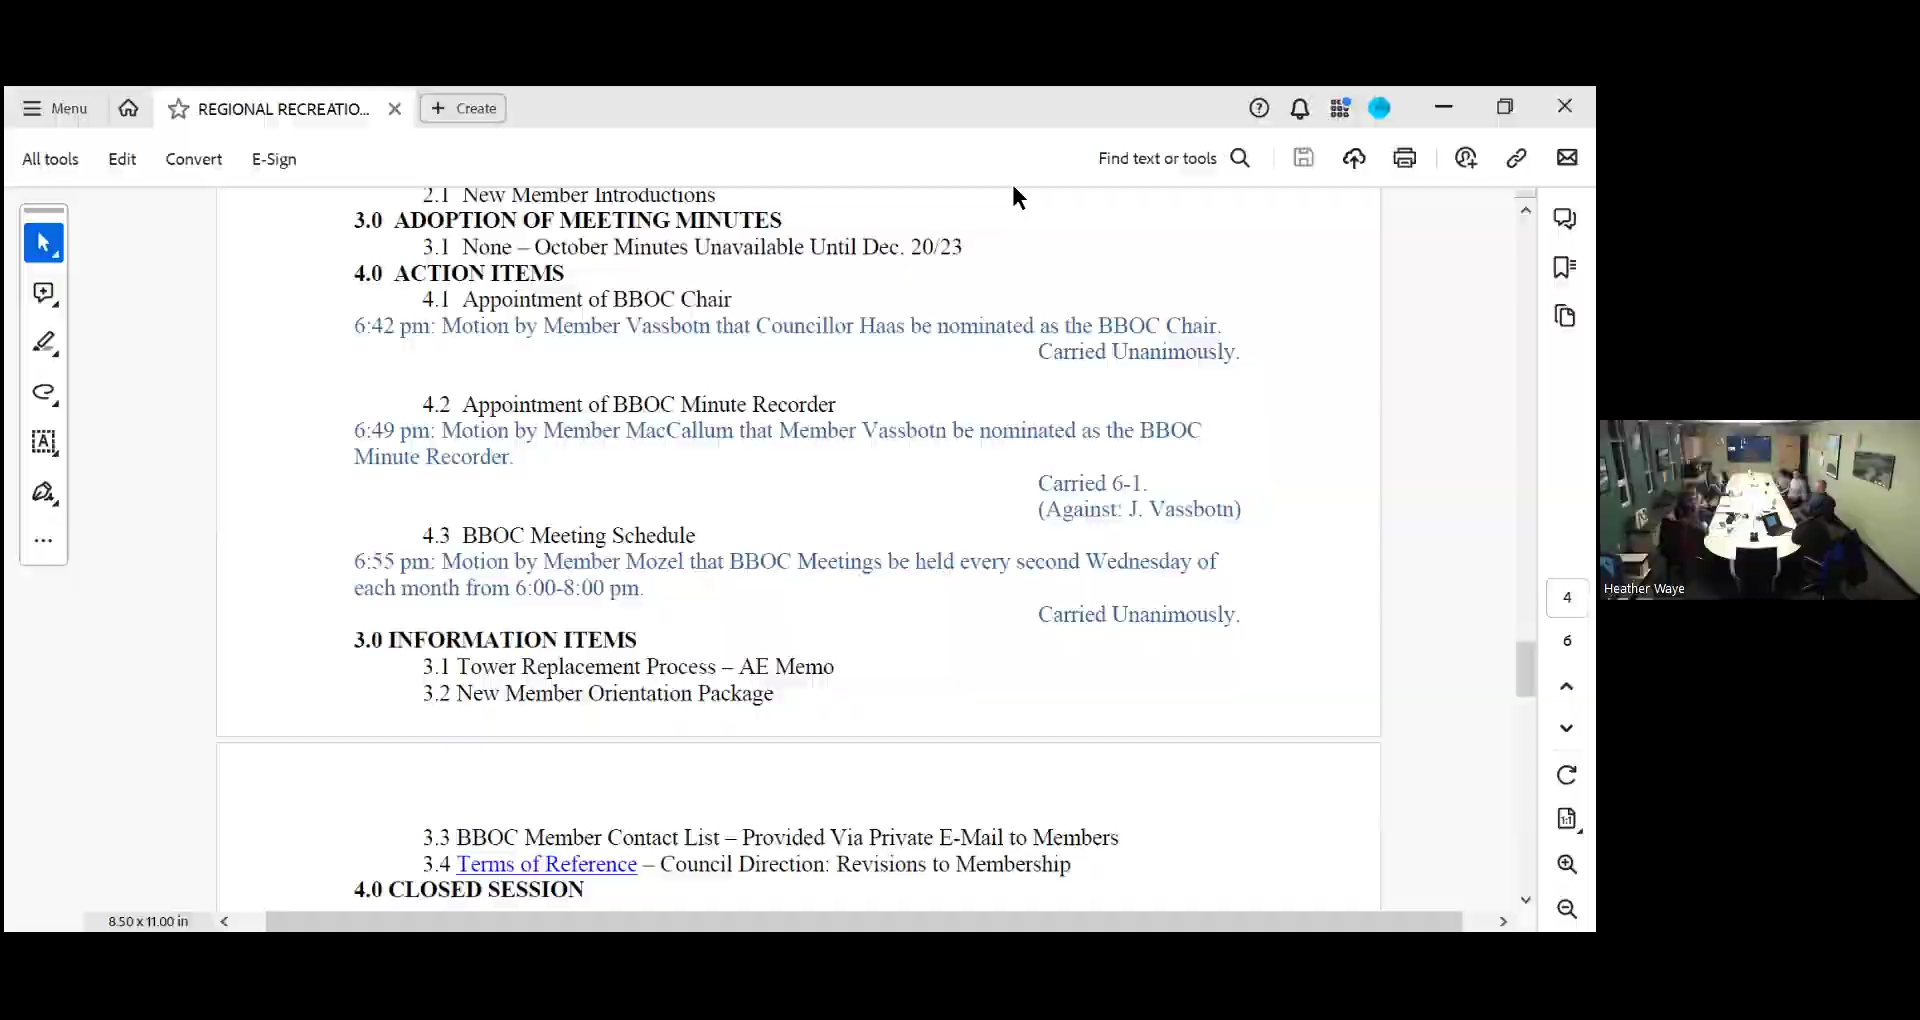 Menu
REGIONAL RECREATIO...
Create
All tools
Edit
Convert
E-Sign
Find text or tools
2.1 New Member Introductions
3.0 ADOPTION OF MEETING MINUTES
3.1 None – October Minutes Unavailable Until Dec. 20/23
4.0 ACTION ITEMS
4.1 Appointment of BBOC Chair
6:42 pm: Motion by Member Vassbotn that Councillor Haas be nominated as the BBOC Chair.
Carried Unanimously.
4.2 Appointment of BBOC Minute Recorder
6:49 pm: Motion by Member MacCallum that Member Vassbotn be nominated as the BBOC
Minute Recorder.
Carried 6-1.
(Against: J. Vassbotn)
4.3 BBOC Meeting Schedule
6:55 pm: Motion by Member Mozel that BBOC Meetings be held every second Wednesday of
each month from 6:00-8:00 pm.
Carried Unanimously.
3.0 INFORMATION ITEMS
3.1 Tower Replacement Process – AE Memo
3.2 New Member Orientation Package
3.3 BBOC Member Contact List – Provided Via Private E-Mail to Members
3.4 Terms of Reference – Council Direction: Revisions to Membership
4.0 CLOSED SESSION
8.50 x 11.00 in
4
6
1:1
Heather Waye